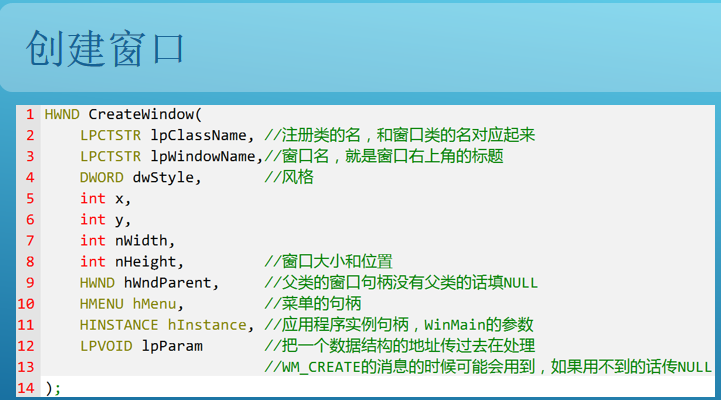 创建窗口
1 HWND CreateWindow(
2 LPCTSTR lpClassName, //注册类的名，和窗口类的名对应起来
3 LPCTSTR lpWindowName,//窗口名，就是窗口右上角的标题
4 DWORD dwStyle, //风格
5 int x,
6 int y,
7 int nWidth,
8 int nHeight, //窗口大小和位置
9 HWND hWndParent, //父类的窗口句柄没有父类的话填NULL
10 HMENU hMenu, //菜单的句柄
11 HINSTANCE hInstance, //应用程序实例句柄，WinMain的参数
12 LPVOID lpParam //把一个数据结构的地址传过去在处理
13 //WM_CREATE的消息的时候可能会用到，如果用不到的话传NULL
14 );